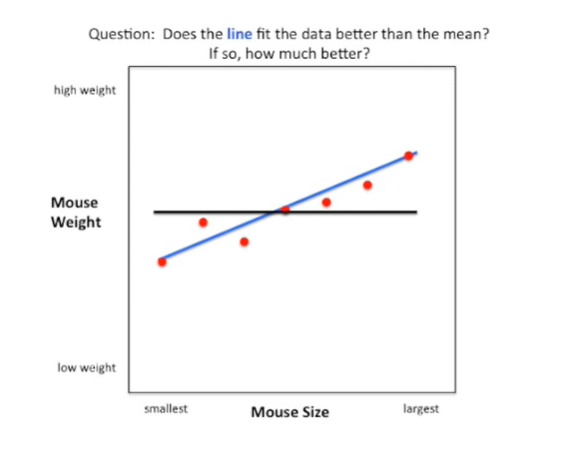 Question:  Does the line fit the data better than the mean?
If so, how much better?
high weight
Mouse
Weight
low weight
smallest
Mouse Size
largest